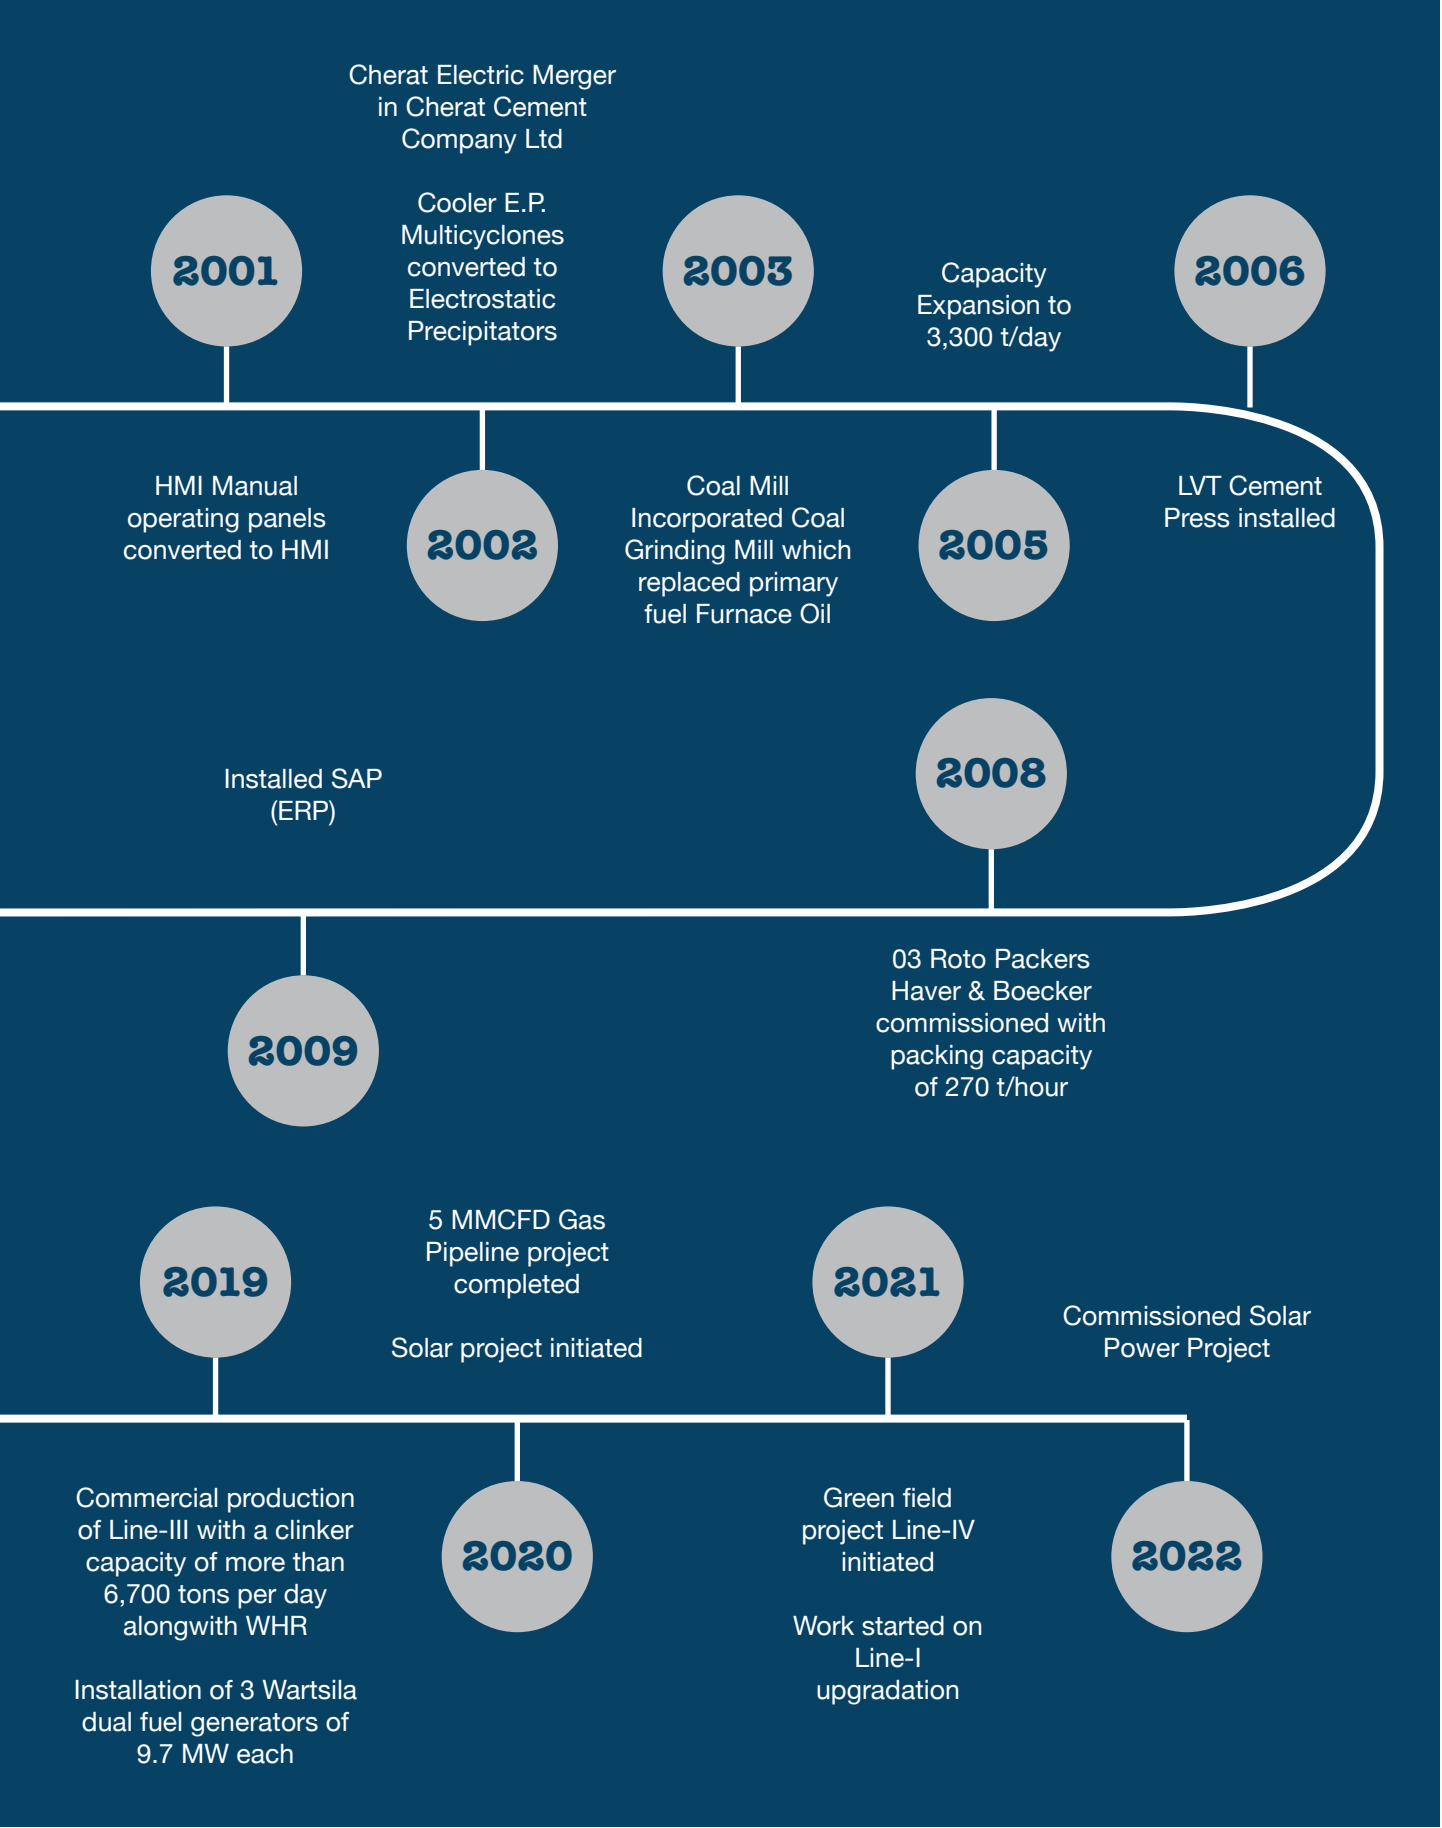 2001
HMI Manual
operating panels
converted to HMI
Cherat Electric Merger
in Cherat Cement
Company Ltd
Cooler E.P.
Multicyclones
converted to
Electrostatic
Precipitators
2002
2003
Coal Mill
Incorporated Coal
Grinding Mill which
replaced primary
fuel Furnace Oil
Capacity
Expansion to
3,300 t/day
2005
2006
LVT Cement
Press installed
2008
03 Roto Packers
Haver & Boecker
commissioned with
packing capacity
of 270 t/hour
Installed SAP
(ERP)
2009
2019
Commercial production
of Line-III with a clinker
capacity of more than
6,700 tons per day
alongwith WHR
Installation of 3 Wartsila
dual fuel generators of
9.7 MW each
5 MMCFD Gas
Pipeline project
completed
Solar project initiated
2020
2021
Green field
project Line-IV
initiated
Work started on
Line-I
upgradation
Commissioned Solar
Power Project
2022